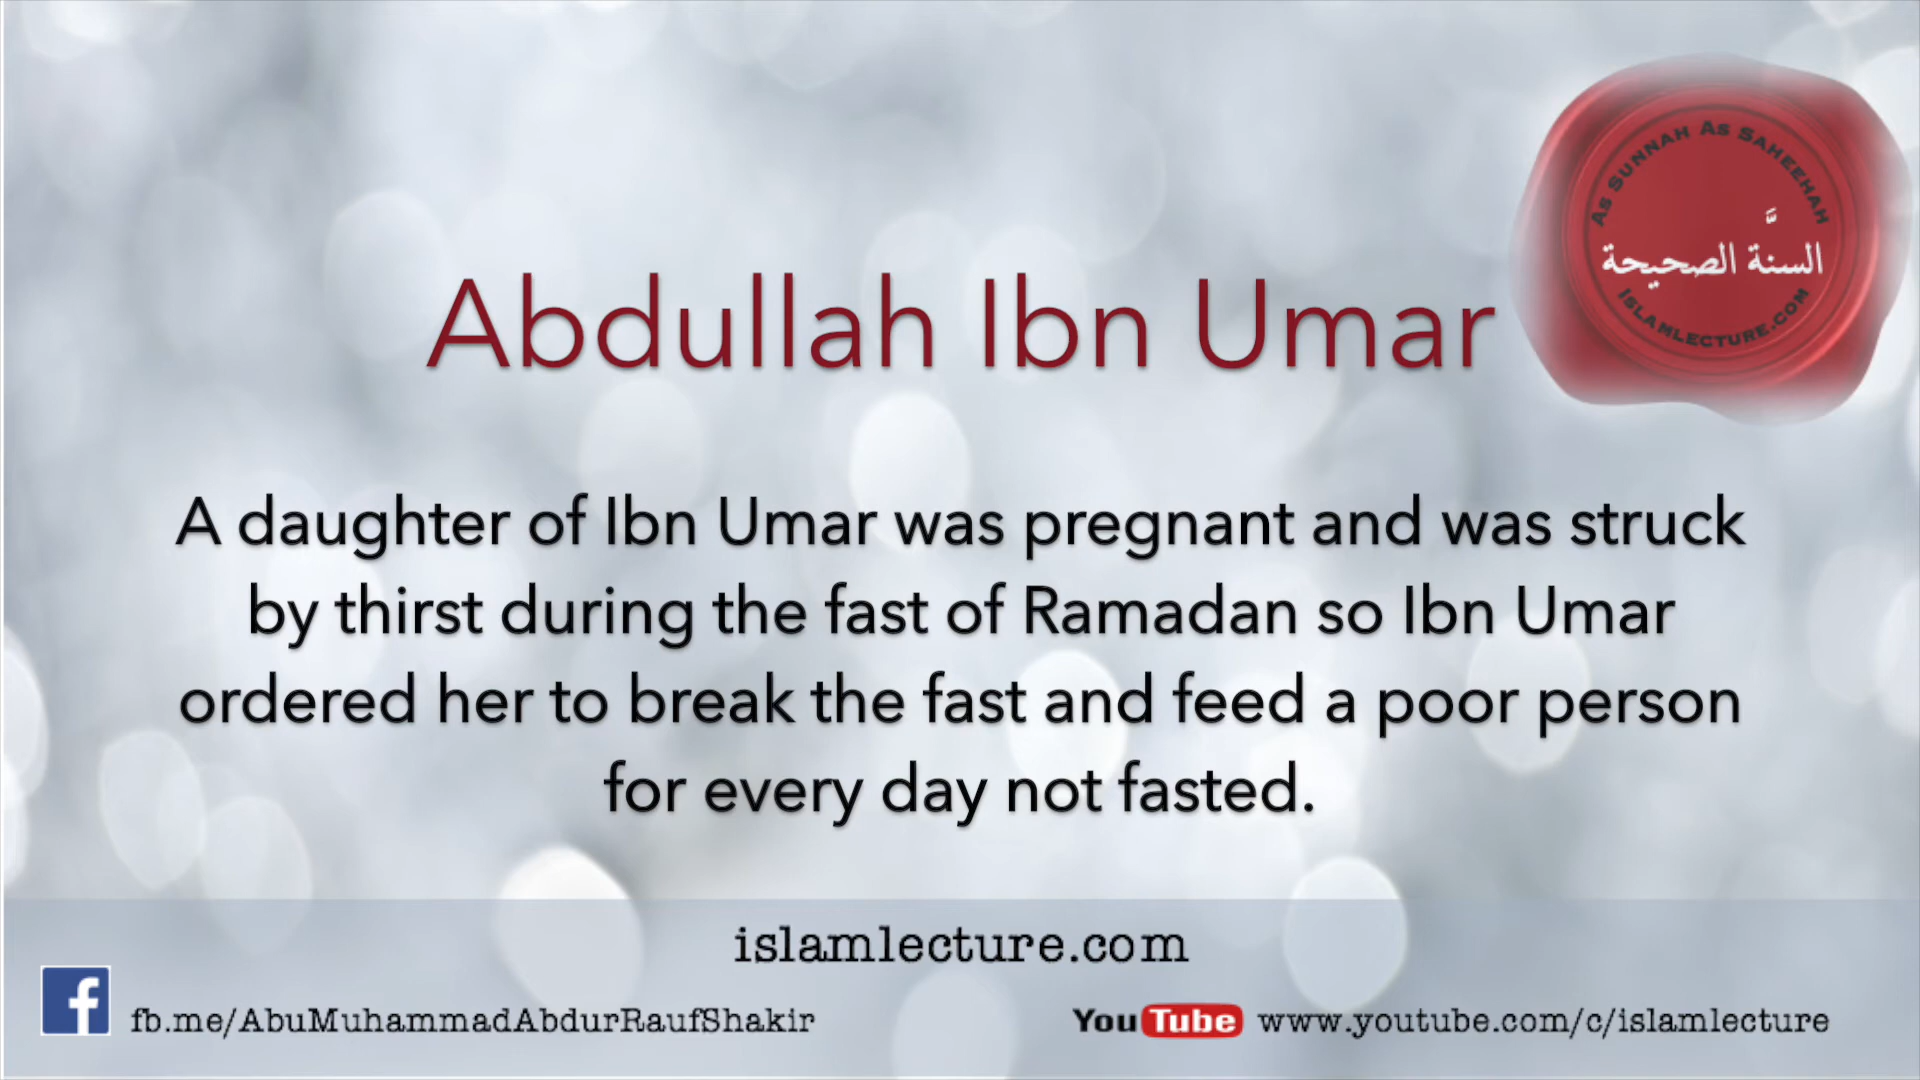 As Sunnah As Saheehah
السنَّة الصحيحة
Islamlecture.com
Abdullah Ibn Umar
A daughter of Ibn Umar was pregnant and was struck
by thirst during the fast of Ramadan so Ibn Umar
ordered her to break the fast and feed a poor person
for every day not fasted.
islamlecture.com
f
fb.me/AbuMuhammadAbdurRaufShakir
YouTube www.youtube.com/c/islamlecture